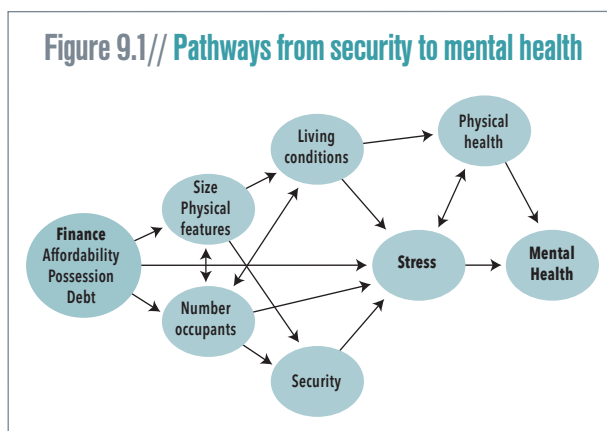 Figure 9.1// Pathways from security to mental health
Living
conditions
Physical
health
Size
Physical
features
Finance
Affordability
Possession
Debt
Stress
Mental
Health
Number
occupants
Security